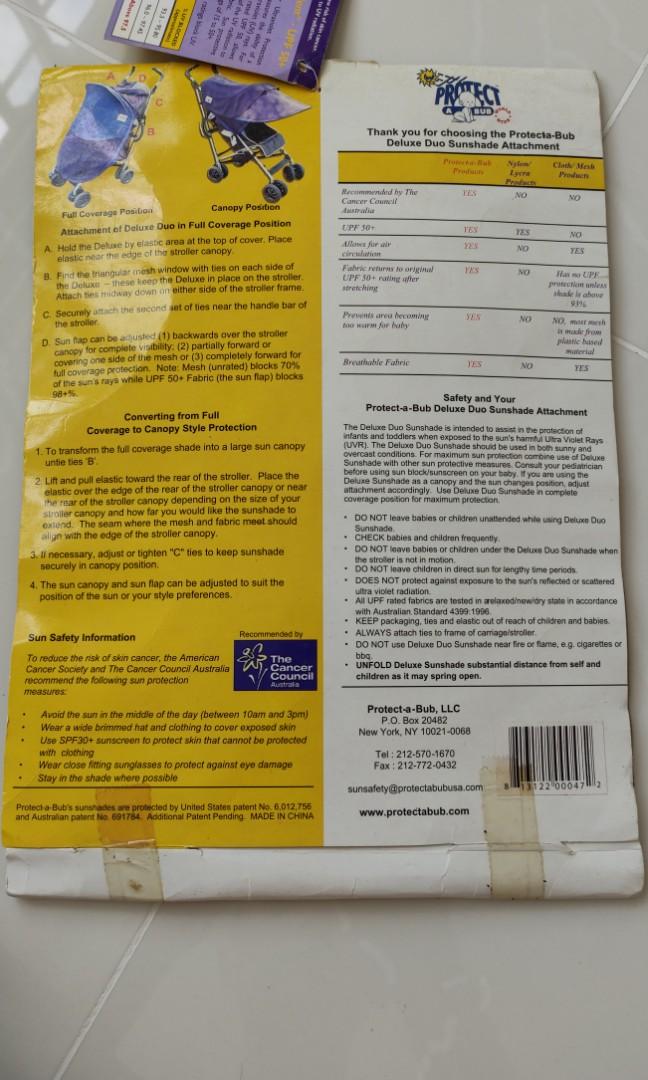 UPF 50+
% UV BLOCKED
93.3 - 95.80
96.0 - 97.42
Above 97.5
A
D
C
B
Full Coverage Position
Canopy Position
Attachment of Deluxe Duo in Full Coverage Position
A. Hold the Deluxe by elastic area at the top of cover. Place
elastic near the edge of the stroller canopy.
B. Find the triangular mesh window with ties on each side of
the Deluxe – these keep the Deluxe in place on the stroller.
Attach ties midway down on either side of the stroller frame.
C. Securely attach the second set of ties near the handle bar of
the stroller.
D. Sun flap can be adjusted (1) backwards over the stroller
canopy for complete visibility; (2) partially forward or
covering one side of the mesh or (3) completely forward for
full coverage protection. Note: Mesh (unrated) blocks 70%
of the sun's rays while UPF 50+ Fabric (the sun flap) blocks
98+%.
Converting from Full
Coverage to Canopy Style Protection
1. To transform the full coverage shade into a large sun canopy
untie ties 'B'.
2. Lift and pull elastic toward the rear of the stroller. Place the
elastic over the edge of the rear of the stroller canopy or near
the rear of the stroller canopy depending on the size of your
stroller canopy and how far you would like the sunshade to
extend. The seam where the mesh and fabric meet should
align with the edge of the stroller canopy.
3. If necessary, adjust or tighten "C" ties to keep sunshade
securely in canopy position.
4. The sun canopy and sun flap can be adjusted to suit the
position of the sun or your style preferences.
Sun Safety Information
To reduce the risk of skin cancer, the American
Cancer Society and The Cancer Council Australia
recommend the following sun protection
measures:
Recommended by
The
Cancer
Council
Australia
• Avoid the sun in the middle of the day (between 10am and 3pm)
• Wear a wide brimmed hat and clothing to cover exposed skin
• Use SPF30+ sunscreen to protect skin that cannot be protected
with clothing
• Wear close fitting sunglasses to protect against eye damage
• Stay in the shade where possible
Protect-a-Bub's sunshades are protected by United States patent No. 6,012,756
and Australian patent No. 691784. Additional Patent Pending. MADE IN CHINA
PROTECT
A BUB
Thank you for choosing the Protecta-Bub
Deluxe Duo Sunshade Attachment
Protect-a-Bub Products | Nylon/ Lycra Products | Cloth/ Mesh Products
Recommended by The Cancer Council Australia | YES | NO | NO
UPF 50+ | YES | YES | NO
Allows for air circulation | YES | NO | YES
Fabric returns to original UPF 50+ rating after stretching | YES | NO | Has no UPF protection unless shade is above 93%
Prevents area becoming too warm for baby | YES | NO | NO, most mesh is made from plastic based material
Breathable Fabric | YES | NO | YES
Safety and Your
Protect-a-Bub Deluxe Duo Sunshade Attachment
The Deluxe Duo Sunshade is intended to assist in the protection of
infants and toddlers when exposed to the sun's harmful Ultra Violet Rays
(UVR). The Deluxe Duo Sunshade should be used in both sunny and
overcast conditions. For maximum sun protection combine use of Deluxe
Sunshade with other sun protective measures. Consult your pediatrician
before using sun block/sunscreen on your baby. If you are using the
Deluxe Sunshade as a canopy and the sun changes position, adjust
attachment accordingly. Use Deluxe Duo Sunshade in complete
coverage position for maximum protection.
• DO NOT leave babies or children unattended while using Deluxe Duo
Sunshade.
• CHECK babies and children frequently.
• DO NOT leave babies or children under the Deluxe Duo Sunshade when
the stroller is not in motion.
• DO NOT leave children in direct sun for lengthy time periods.
• DOES NOT protect against exposure to the sun's reflected or scattered
ultra violet radiation.
• All UPF rated fabrics are tested in arelaxed/new/dry state in accordance
with Australian Standard 4399:1996.
• KEEP packaging, ties and elastic out of reach of children and babies.
• ALWAYS attach ties to frame of carriage/stroller.
• DO NOT use Deluxe Duo Sunshade near fire or flame, e.g. cigarettes or
bbq.
• UNFOLD Deluxe Sunshade substantial distance from self and
children as it may spring open.
Protect-a-Bub, LLC
P.O. Box 20482
New York, NY 10021-0068
Tel : 212-570-1670
Fax : 212-772-0432
sunsafety@protectabubusa.com
www.protectabub.com
8 13122 00047 2